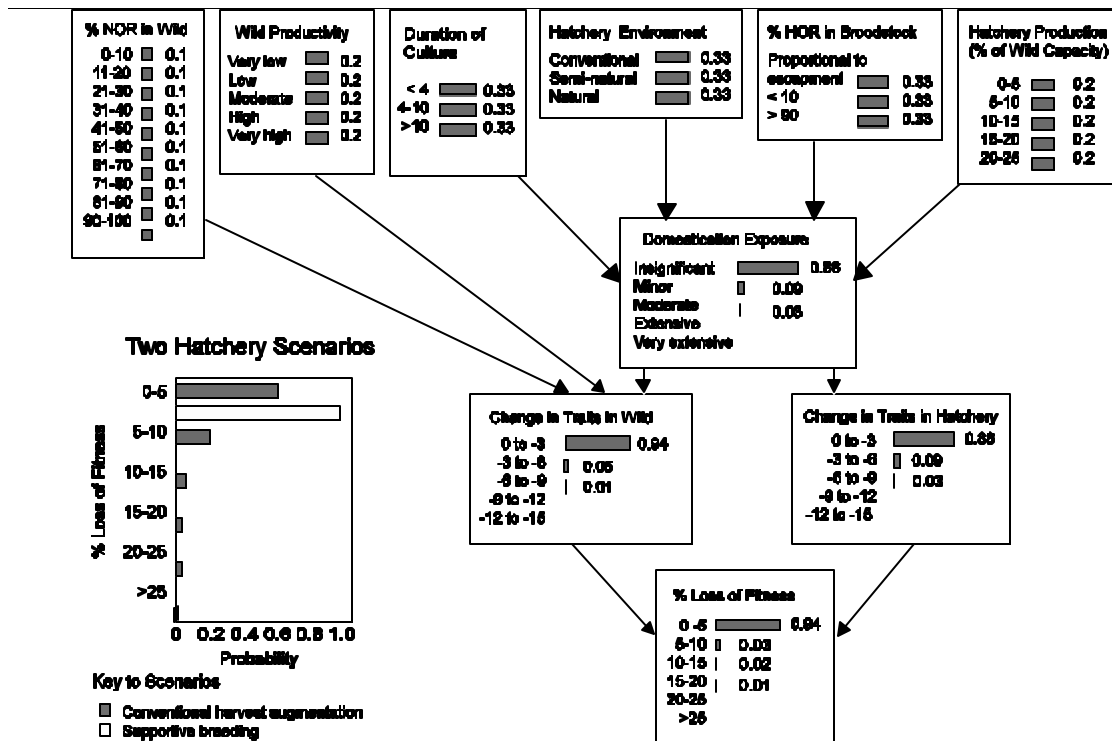 % NOR in Wild
0-10 0.1
11-20 0.1
21-30 0.1
31-40 0.1
41-50 0.1
51-60 0.1
61-70 0.1
71-80 0.1
81-90 0.1
90-100 0.1
Wild Productivity
Very low 0.2
Low 0.2
Moderate 0.2
High 0.2
Very high 0.2
Duration of
Culture
< 4 0.33
4-10 0.33
>10 0.33
Hatchery Environment
Conventional 0.33
Semi-natural 0.33
Natural 0.33
% HOR in Broodstock
Proportional to
escapement 0.33
< 10 0.33
> 90 0.33
Hatchery Production
(% of Wild Capacity)
0-5 0.2
5-10 0.2
10-15 0.2
15-20 0.2
20-25 0.2
Domestication Exposure
Insignificant
Minor 0.09
Moderate
Extensive
Very extensive
Two Hatchery Scenarios
% Loss of Fitness
0-5
5-10
10-15
15-20
20-25
>25
0 0.2 0.4 0.6 0.8 1.0
Probability
Key to Scenarios
Conventional harvest augmentation
Supportive breeding
Change in Traits in Wild
0 to -3 0.94
-3 to -6 0.05
-6 to -9 0.01
-9 to -12
-12 to -15
Change in Traits in Hatchery
0 to -3
-3 to -6 0.09
-6 to -9 0.03
-9 to -12
-12 to -15
% Loss of Fitness
0 -5 0.94
5-10 0.03
10-15 0.02
15-20 0.01
20-25
>25